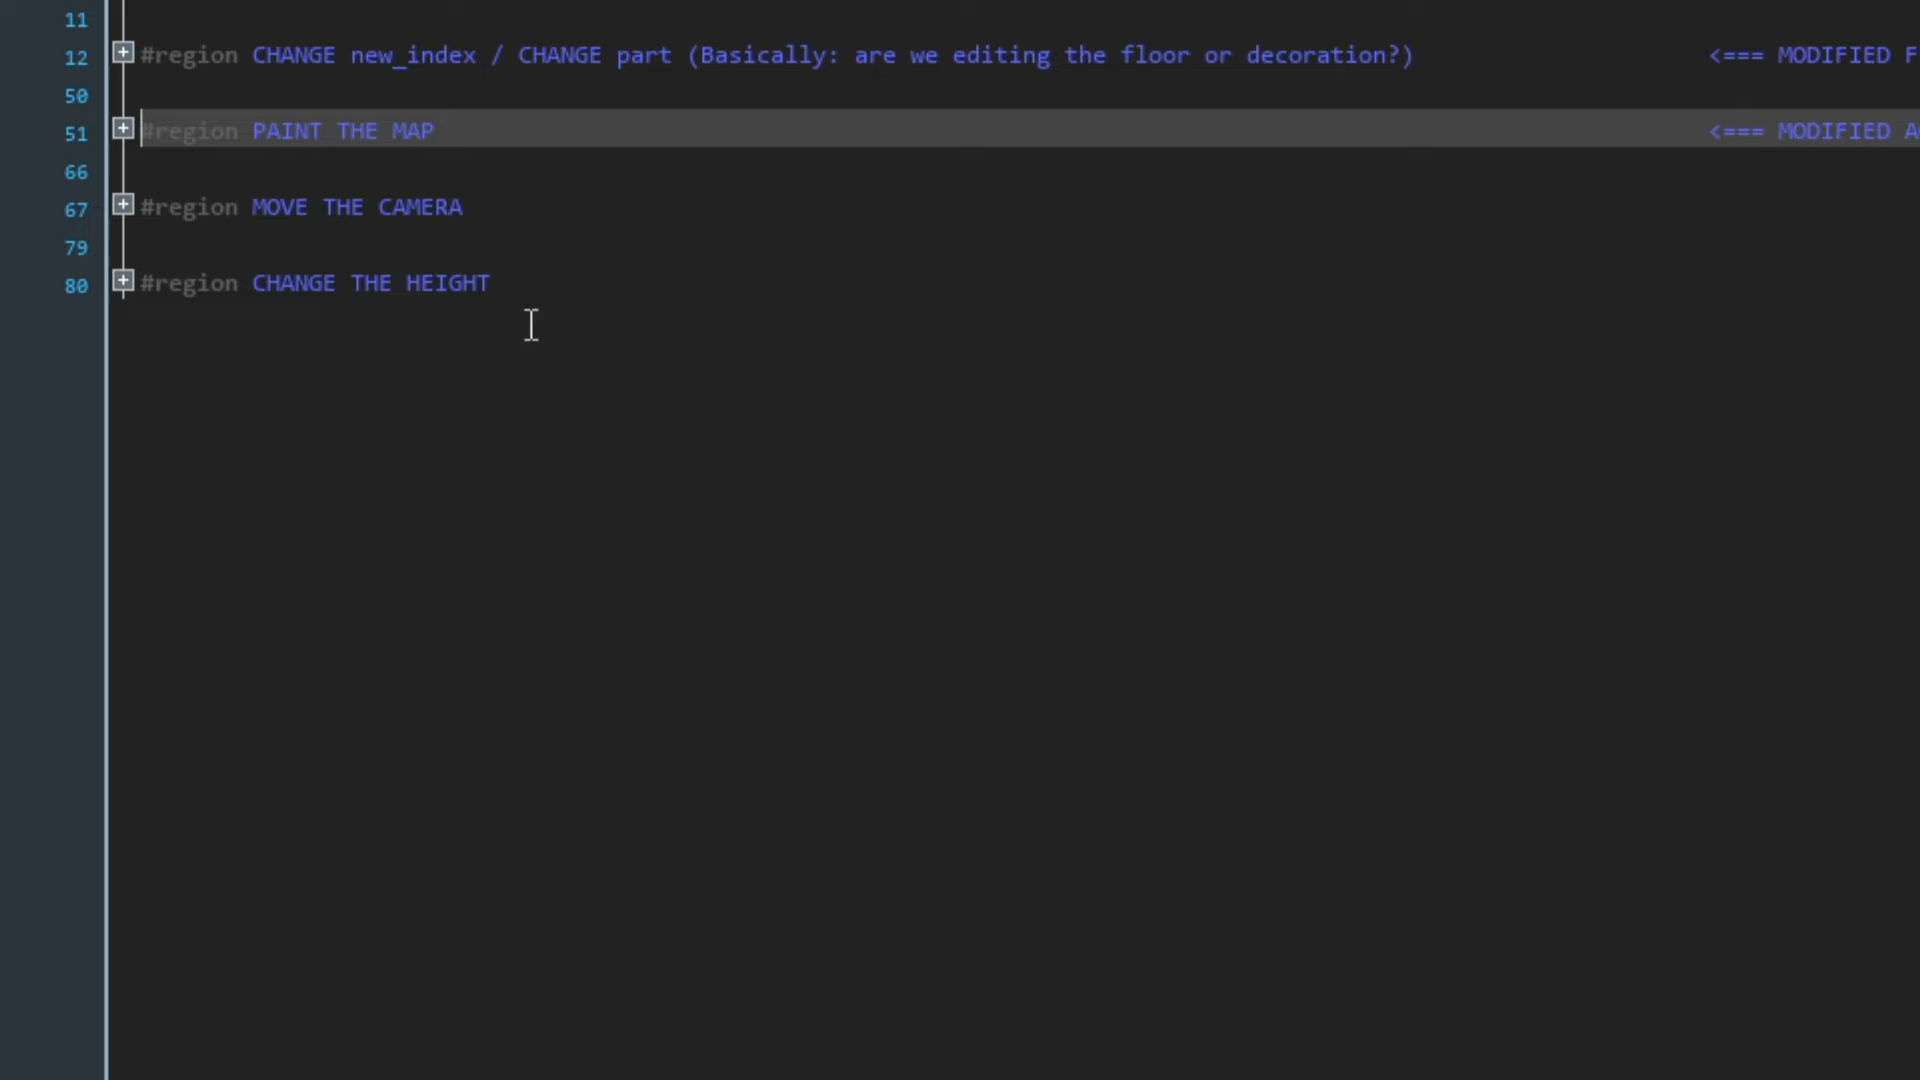 11
12 #region CHANGE new_index / CHANGE part (Basically: are we editing the floor or decoration?) <=== MODIFIED
50
51 #region PAINT THE MAP <=== MODIFIED
66
67 #region MOVE THE CAMERA
79
80 #region CHANGE THE HEIGHT